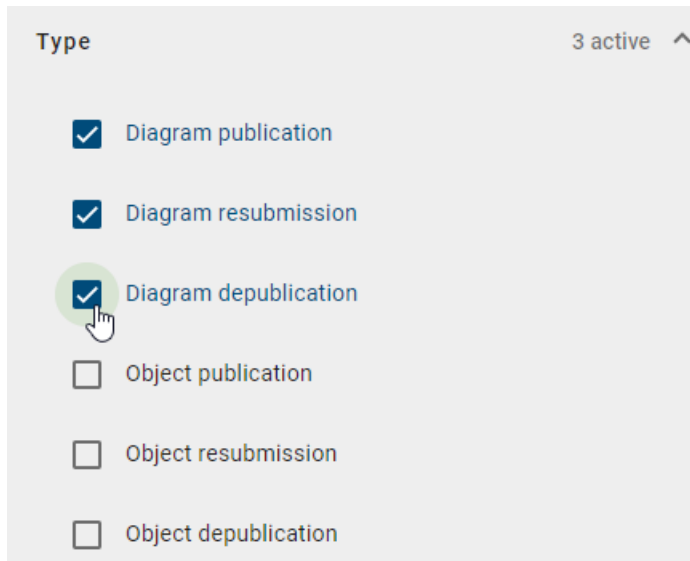 Type 3 active
Diagram publication
Diagram resubmission
Diagram depublication
Object publication
Object resubmission
Object depublication